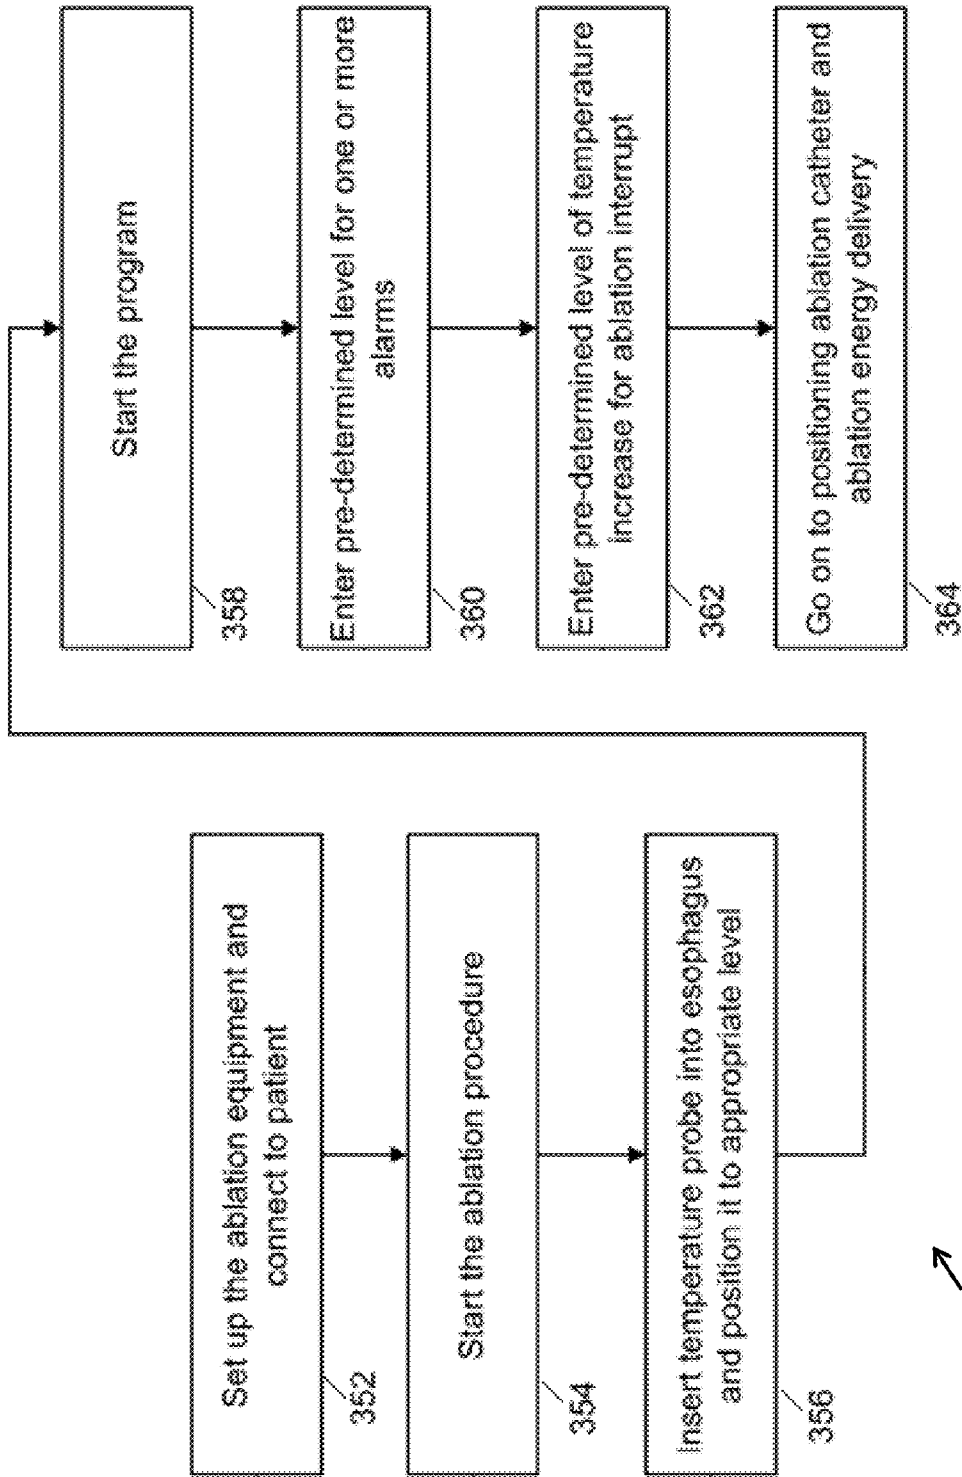 Set up the ablation equipment and
connect to patient
352
Start the ablation procedure
354
Insert temperature probe into esophagus
and position it to appropriate level
356
Start the program
358
Enter pre-determined level for one or more
alarms
360
Enter pre-determined level of temperature
increase for ablation interrupt
362
Go on to positioning ablation catheter and
ablation energy delivery
364